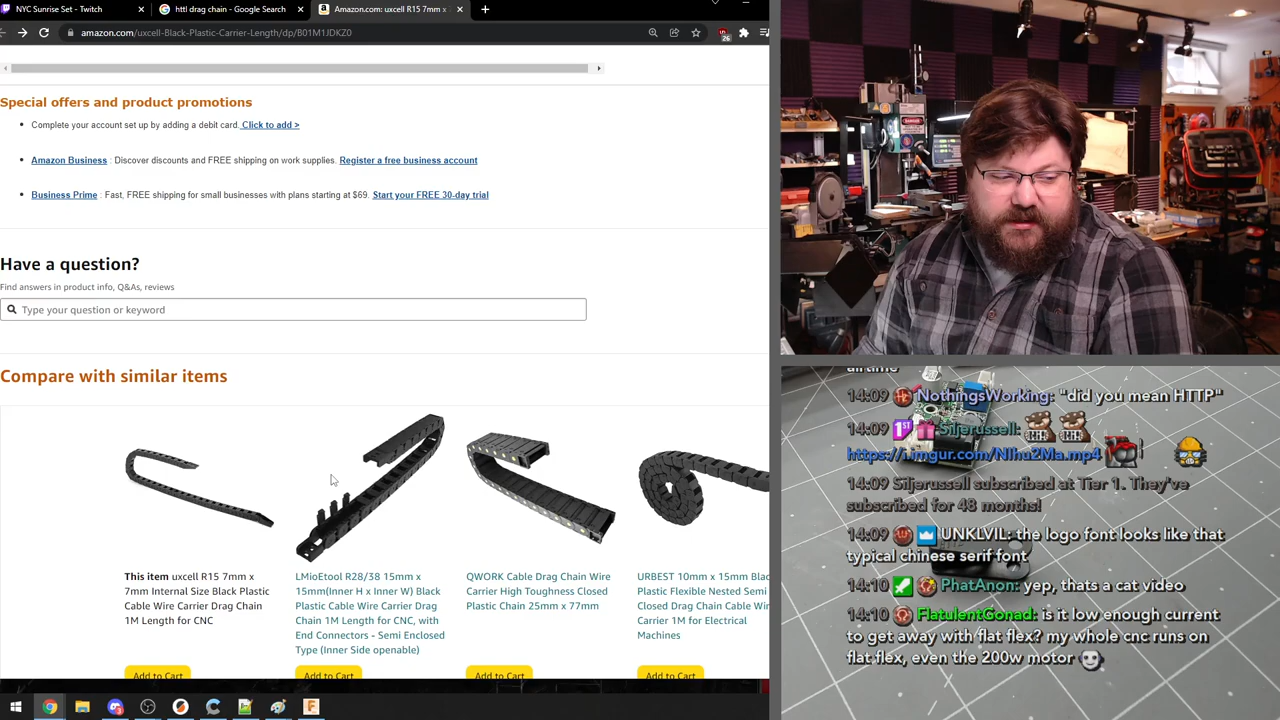 NYC Sunrise Set - Twitch
httl drag chain - Google Search
Amazon.com: uxcell R15 7mm x
amazon.com/uxcell-Black-Plastic-Carrier-Length/dp/B01M1JDKZ0
26
Special offers and product promotions
Complete your account set up by adding a debit card. Click to add >
Amazon Business : Discover discounts and FREE shipping on work supplies. Register a free business account
Business Prime : Fast, FREE shipping for small businesses with plans starting at $69. Start your FREE 30-day trial
Have a question?
Find answers in product info, Q&As, reviews
Type your question or keyword
Compare with similar items
This item uxcell R15 7mm x
7mm Internal Size Black Plastic
Cable Wire Carrier Drag Chain
1M Length for CNC
LMioEtool R28/38 15mm x
15mm(Inner H x Inner W) Black
Plastic Cable Wire Carrier Drag
Chain 1M Length for CNC, with
End Connectors - Semi Enclosed
Type (Inner Side openable)
QWORK Cable Drag Chain Wire
Carrier High Toughness Closed
Plastic Chain 25mm x 77mm
URBEST 10mm x 15mm Blac
Plastic Flexible Nested Semi
Closed Drag Chain Cable Wir
Carrier 1M for Electrical
Machines
Add to Cart
Add to Cart
Add to Cart
Add to Cart
DANGER
airtime
14:09 NothingsWorking: "did you mean HTTP"
14:09 1ST Siljerussell:
https://i.imgur.com/NIhu2Ma.mp4
14:09 Siljerussell subscribed at Tier 1. They've
subscribed for 48 months!
14:09 UNKLVIL: the logo font looks like that
typical chinese serif font
14:10 PhatAnon: yep, thats a cat video
14:10 FlatulentGonad: is it low enough current
to get away with flat flex? my whole cnc runs on
flat flex, even the 200w motor